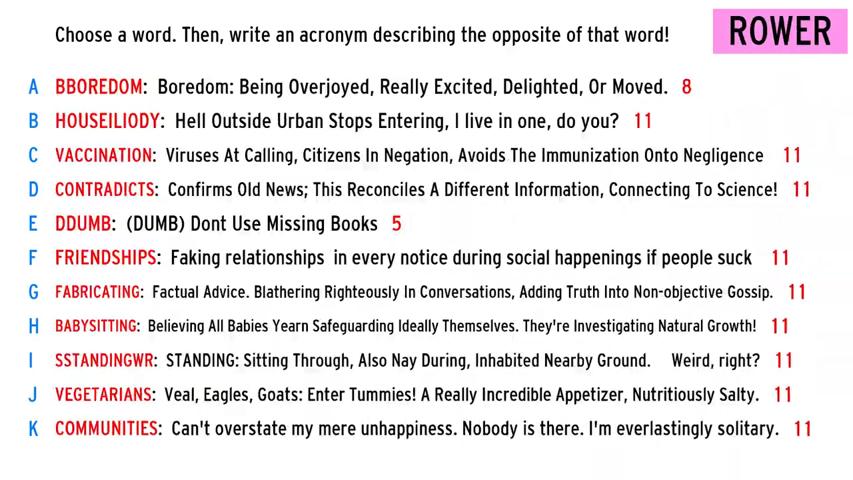 Choose a word. Then, write an acronym describing the opposite of that word!
ROWER
A BBOREDOM: Boredom: Being Overjoyed, Really Excited, Delighted, Or Moved. 8
B HOUSEILIODY: Hell Outside Urban Stops Entering, I live in one, do you? 11
C VACCINATION: Viruses At Calling, Citizens In Negation, Avoids The Immunization Onto Negligence 11
D CONTRADICTS: Confirms Old News; This Reconciles A Different Information, Connecting To Science! 11
E DDUMB: (DUMB) Dont Use Missing Books 5
F FRIENDSHIPS: Faking relationships in every notice during social happenings if people suck 11
G FABRICATING: Factual Advice. Blathering Righteously In Conversations, Adding Truth Into Non-objective Gossip. 11
H BABYSITTING: Believing All Babies Yearn Safeguarding Ideally Themselves. They're Investigating Natural Growth! 11
I SSTANDINGWR: STANDING: Sitting Through, Also Nay During, Inhabited Nearby Ground. Weird, right? 11
J VEGETARIANS: Veal, Eagles, Goats: Enter Tummies! A Really Incredible Appetizer, Nutritiously Salty. 11
K COMMUNITIES: Can't overstate my mere unhappiness. Nobody is there. I'm everlastingly solitary. 11